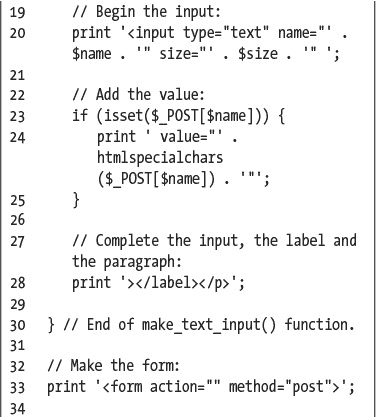 19 // Begin the input:
20 print '<input type="text" name="' .
$name . '" size="' . $size . '" ';
21
22 // Add the value:
23 if (isset($_POST[$name])) {
24 print ' value="' .
htmlspecialchars
($_POST[$name]) . '"';
25 }
26
27 // Complete the input, the label and
the paragraph:
28 print '></label></p>';
29
30 } // End of make_text_input() function.
31
32 // Make the form:
33 print '<form action="" method="post">';
34